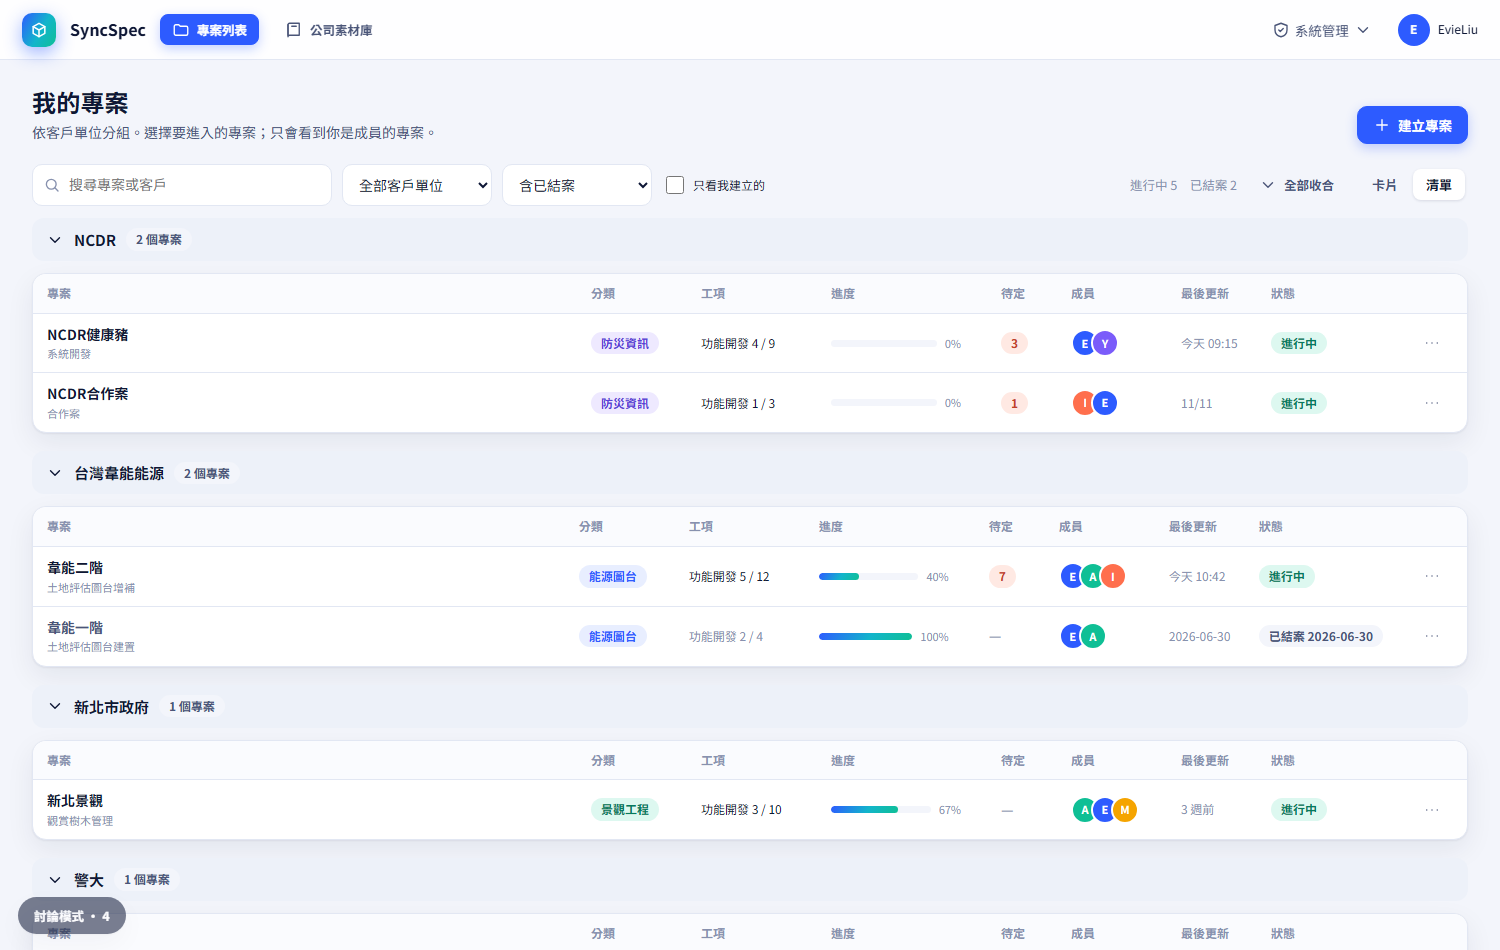 SyncSpec 專案列表 公司素材庫 系統管理 E EvieLiu
我的專案
依客戶單位分組。選擇要進入的專案；只會看到你是成員的專案。
建立專案
搜尋專案或客戶 全部客戶單位 含已結案 只看我建立的 進行中 5 已結案 2 全部收合 卡片 清單
NCDR 2 個專案
專案 分類 工項 進度 待定 成員 最後更新 狀態
NCDR健康豬 防災資訊 功能開發 4 / 9 0% 3 E Y 今天 09:15 進行中 ...
系統開發
NCDR合作案 防災資訊 功能開發 1 / 3 0% 1 I E 11/11 進行中 ...
合作案
台灣韋能能源 2 個專案
專案 分類 工項 進度 待定 成員 最後更新 狀態
韋能二階 能源圖台 功能開發 5 / 12 40% 7 E A I 今天 10:42 進行中 ...
土地評估圖台增補
韋能一階 能源圖台 功能開發 2 / 4 100% — E A 2026-06-30 已結案 2026-06-30 ...
土地評估圖台建置
新北市政府 1 個專案
專案 分類 工項 進度 待定 成員 最後更新 狀態
新北景觀 景觀工程 功能開發 3 / 10 67% — A E M 3 週前 進行中 ...
觀賞樹木管理
警大 1 個專案
討論模式 • 4
專案 分類 工項 進度 待定 成員 最後更新 狀態